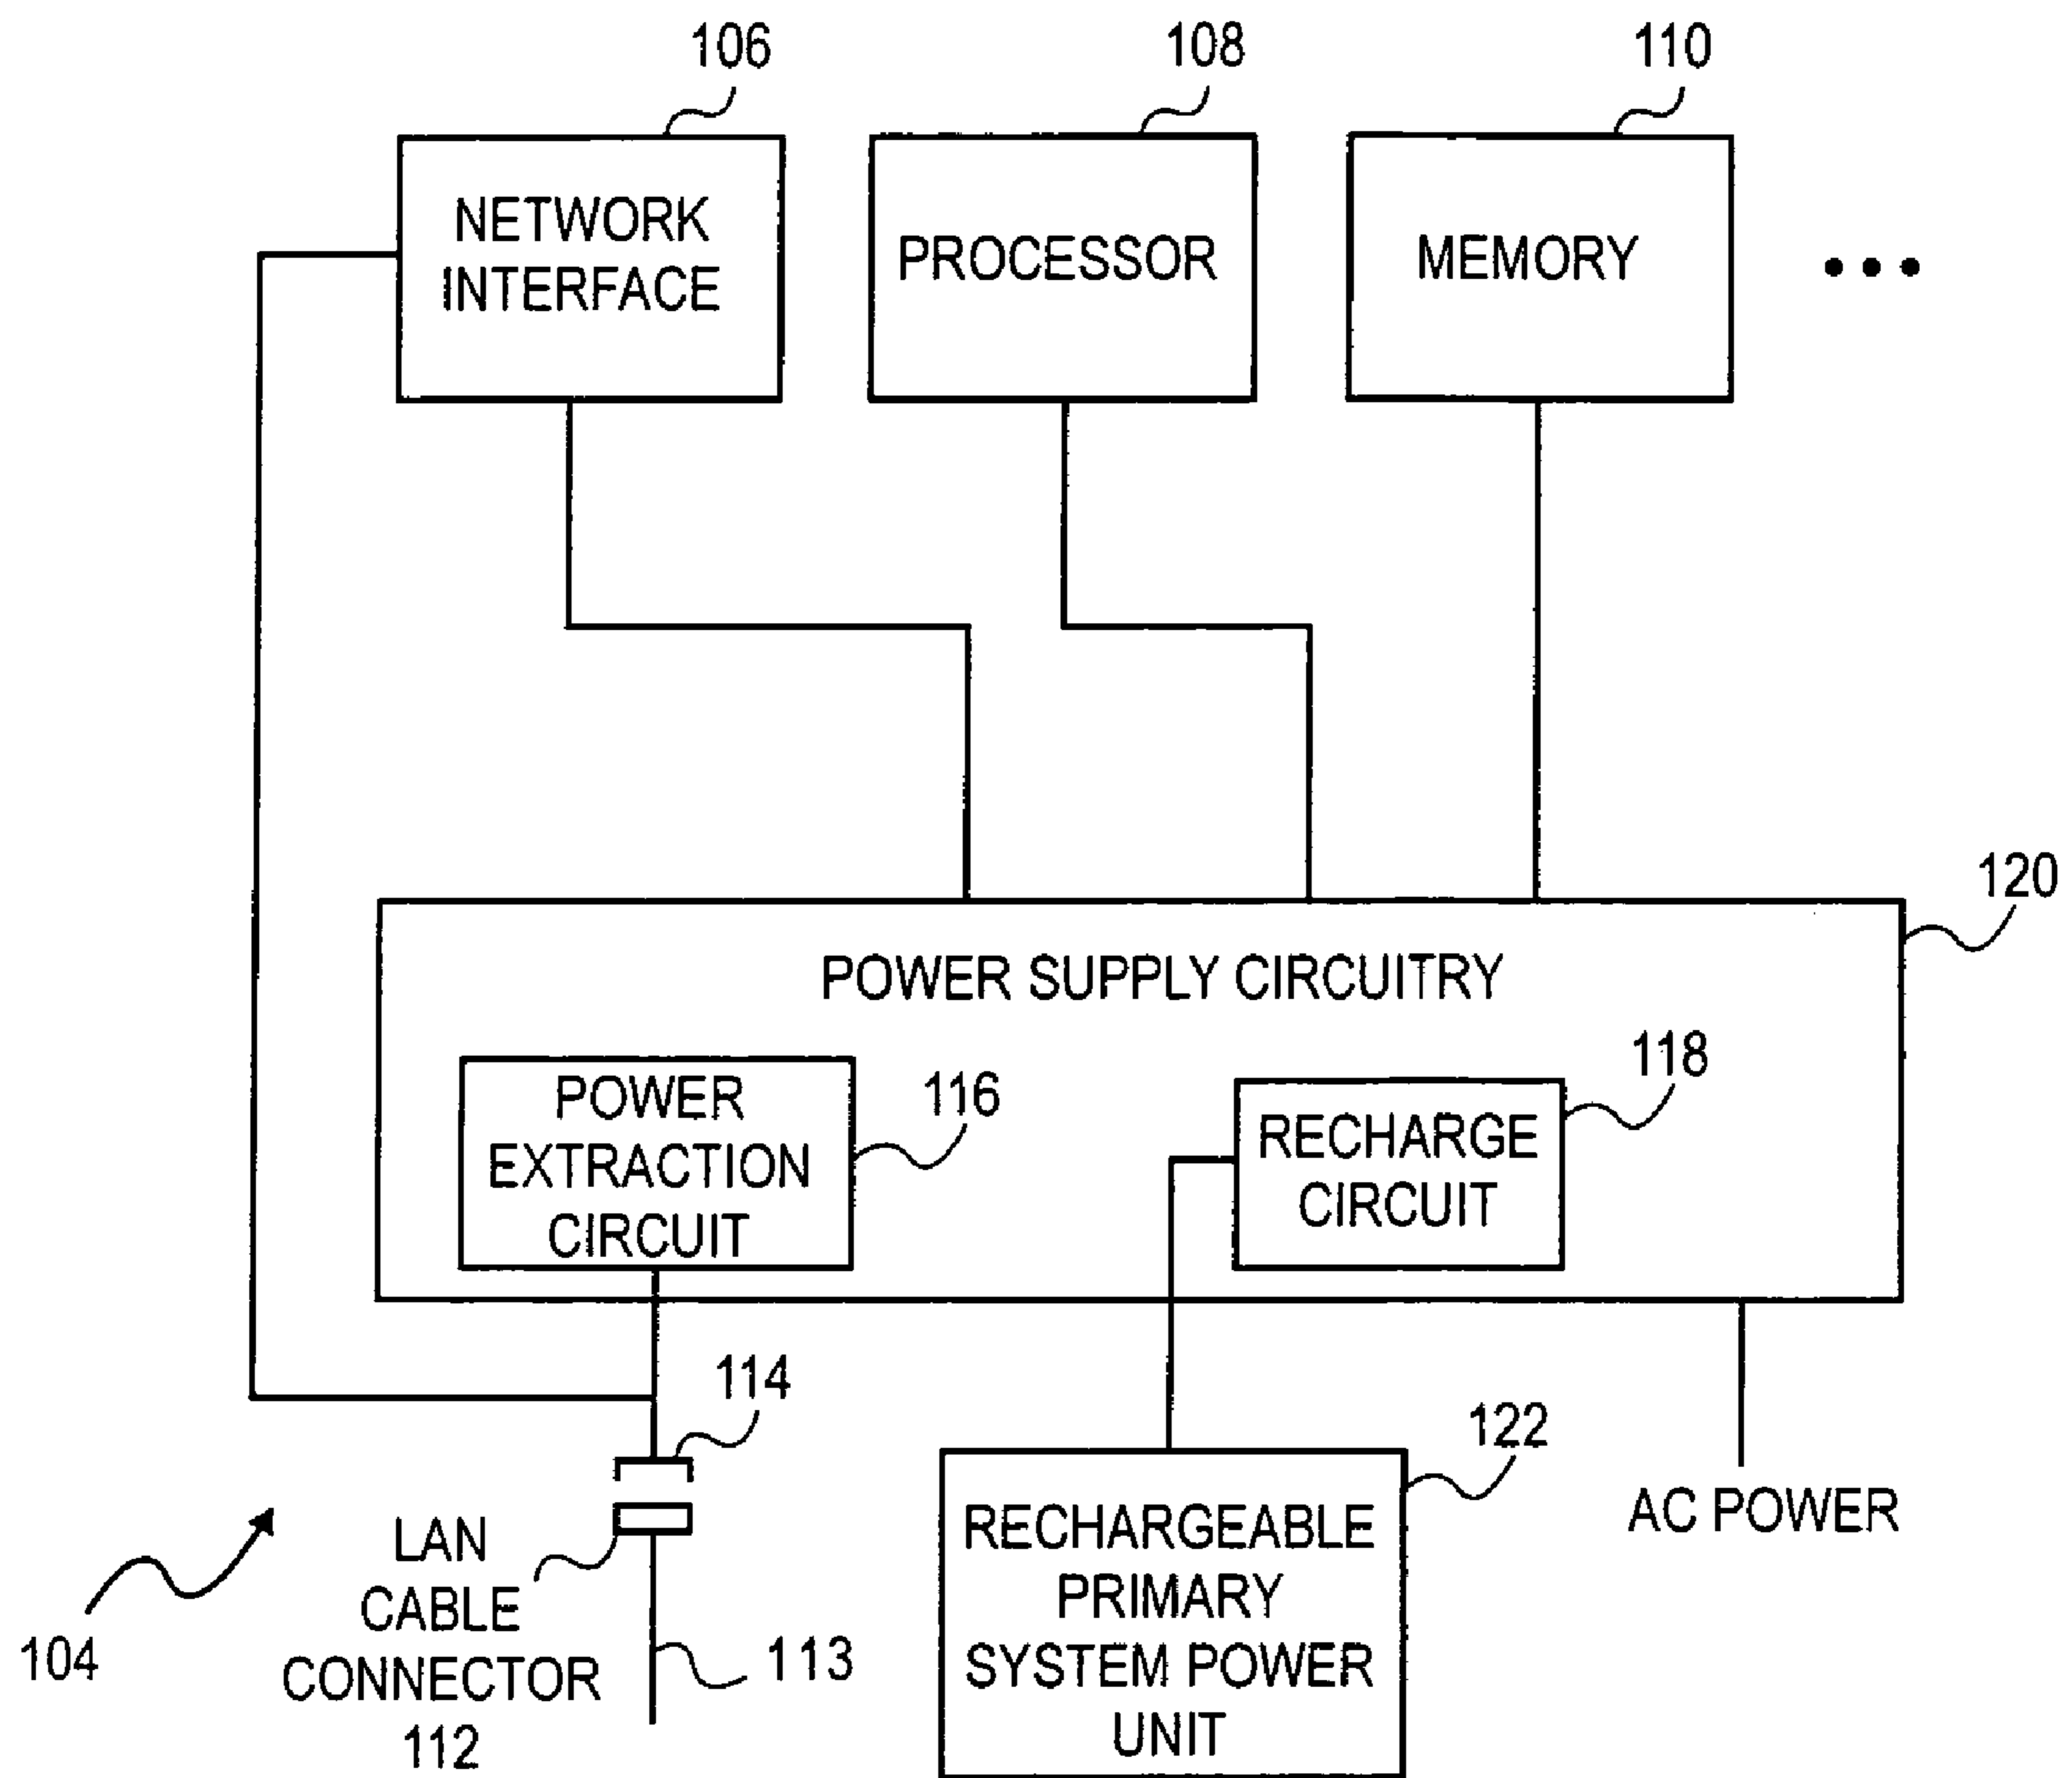 106
108
110
NETWORK
INTERFACE
PROCESSOR
MEMORY
...
120
POWER SUPPLY CIRCUITRY
POWER
EXTRACTION
CIRCUIT
116
RECHARGE
CIRCUIT
118
114
122
LAN
CABLE
CONNECTOR
112
113
104
RECHARGEABLE
PRIMARY
SYSTEM POWER
UNIT
AC POWER